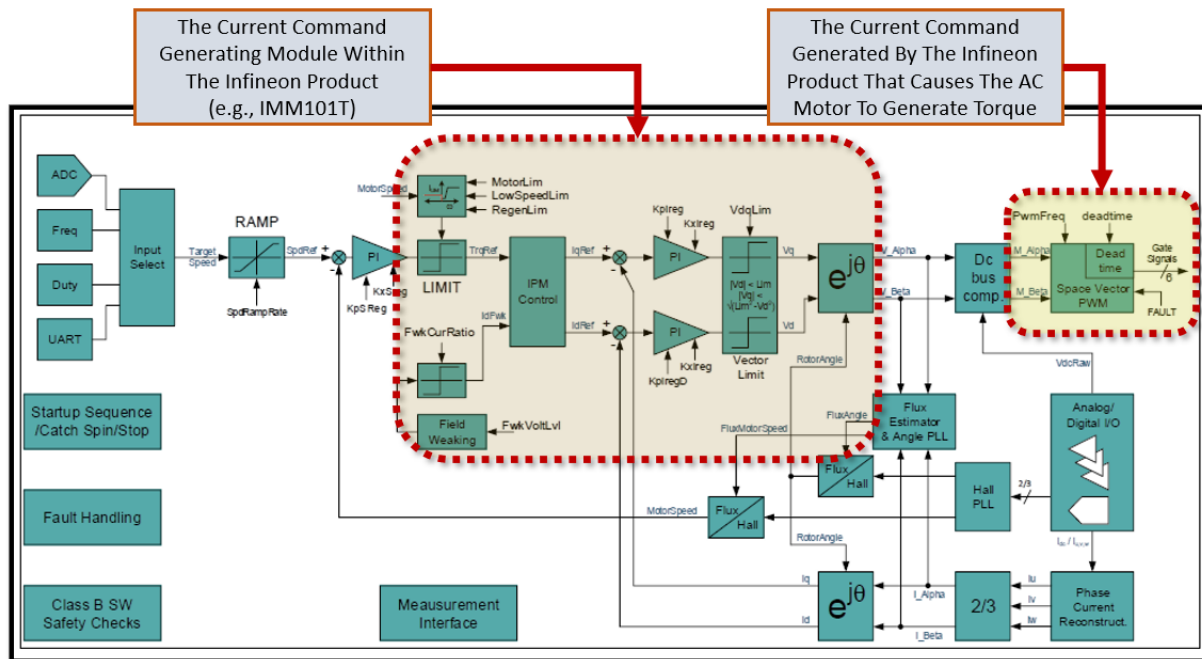 The Current Command
Generating Module Within
The Infineon Product
(e.g., IMM101T)
The Current Command
Generated By The Infineon
Product That Causes The AC
Motor To Generate Torque
ADC
Freq
Duty
UART
Input
Select
Target
Speed
RAMP
SpdRef
SpdRampRate
+
-
PI
KpSReg
KxSReg
MotorSpeed
MotorLim
LowSpeedLim
RegenLim
TrqRef
LIMIT
IdFwk
FwkCurRatio
Field
Weaking
FwkVoltLvl
IPM
Control
IqRef
IdRef
+
-
+
-
KpIreg
KxIreg
PI
PI
KpIregD
KxIreg
VdqLim
|Vd| < Lim
|Vq| <
√(Lim²-Vd²)
Vector
Limit
Vq
Vd
e^jθ
RotorAngle
V_Alpha
V_Beta
Dc
bus
comp.
M_Alpha
M_Beta
PwmFreq
deadtime
Dead
time
Space Vector
PWM
Gate
Signals
6
FAULT
VdcRaw
Startup Sequence
/Catch Spin/Stop
Fault Handling
Class B SW
Safety Checks
Meausurement
Interface
FluxAngle
FluxMotorSpeed
Flux
Estimator
& Angle PLL
Flux
Hall
Flux
Hall
MotorSpeed
Hall
PLL
2/3
Analog/
Digital I/O
RotorAngle
Iq
Id
e^jθ
I_Alpha
I_Beta
2/3
Iu
Iv
Iw
Phase
Current
Reconstruct.